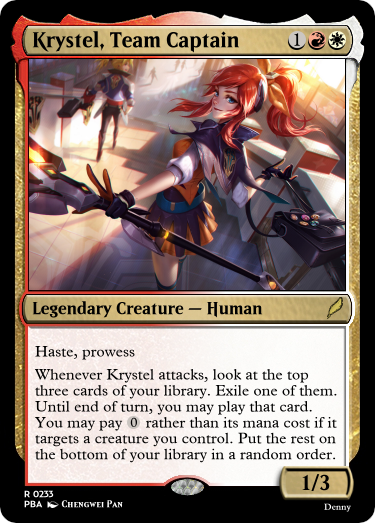 Krystel, Team Captain 1
Legendary Creature — Human
Haste, prowess
Whenever Krystel attacks, look at the top
three cards of your library. Exile one of them.
Until end of turn, you may play that card.
You may pay 0 rather than its mana cost if it
targets a creature you control. Put the rest on
the bottom of your library in a random order.
1/3
R 0233
PBA Chengwei Pan
Denny